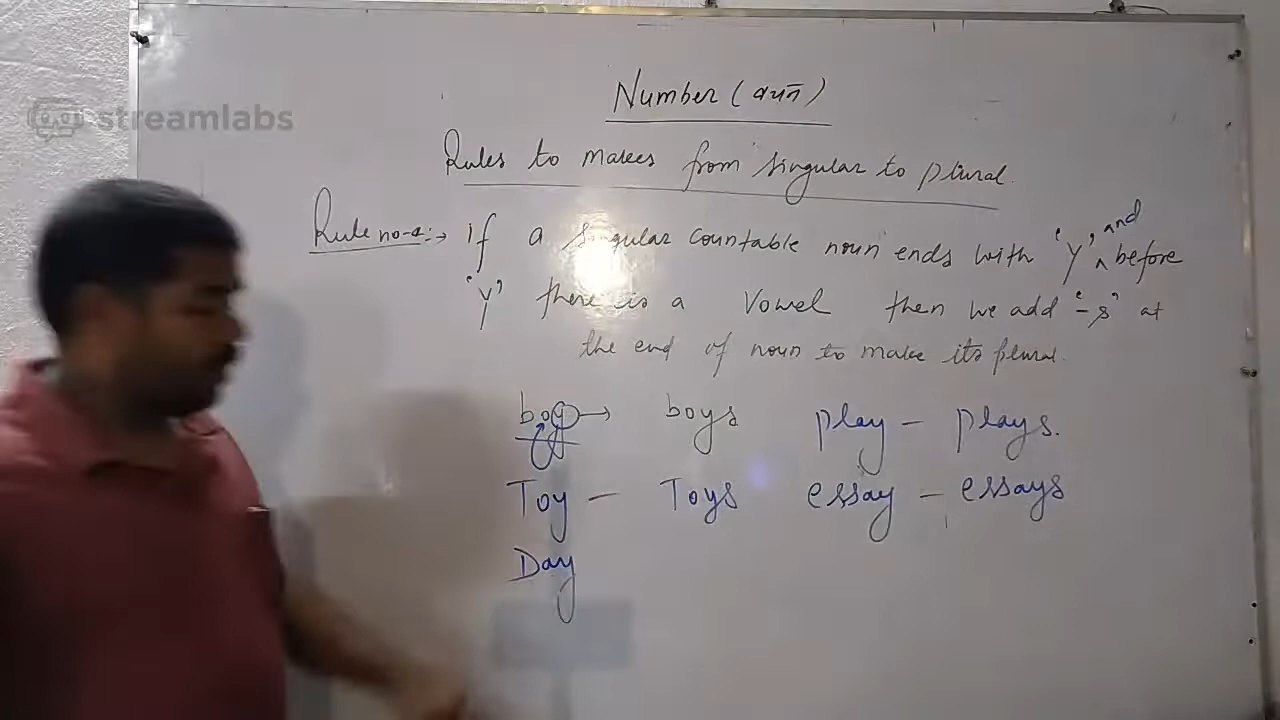 streamlabs
Number (वचन)
Rules to makes from singular to plural.
Rule no-2:→ If a singular countable noun ends with 'Y', and before
'Y' there is a Vowel then we add '-s' at
the end of noun to make its plural.
boy → boys play - plays.
Toy - Toys essay - essays
Day